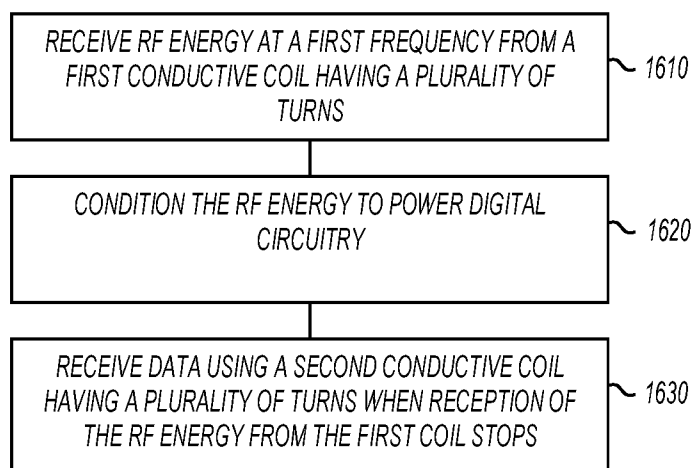 RECEIVE RF ENERGY AT A FIRST FREQUENCY FROM A
FIRST CONDUCTIVE COIL HAVING A PLURALITY OF
TURNS
1610
CONDITION THE RF ENERGY TO POWER DIGITAL
CIRCUITRY
1620
RECEIVE DATA USING A SECOND CONDUCTIVE COIL
HAVING A PLURALITY OF TURNS WHEN RECEPTION OF
THE RF ENERGY FROM THE FIRST COIL STOPS
1630